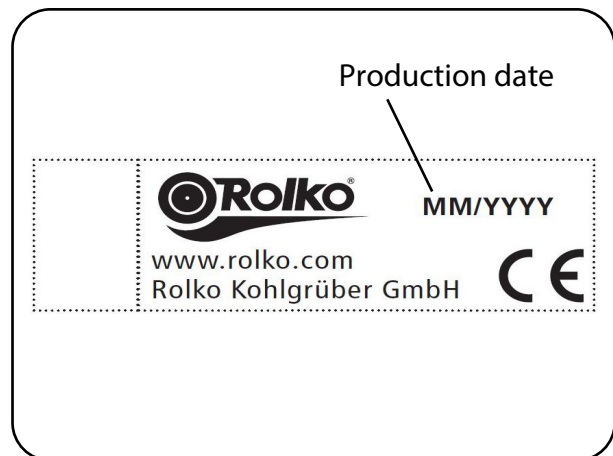 Production date
Rolko®
MM/YYYY
www.rolko.com
Rolko Kohlgrüber GmbH
CE